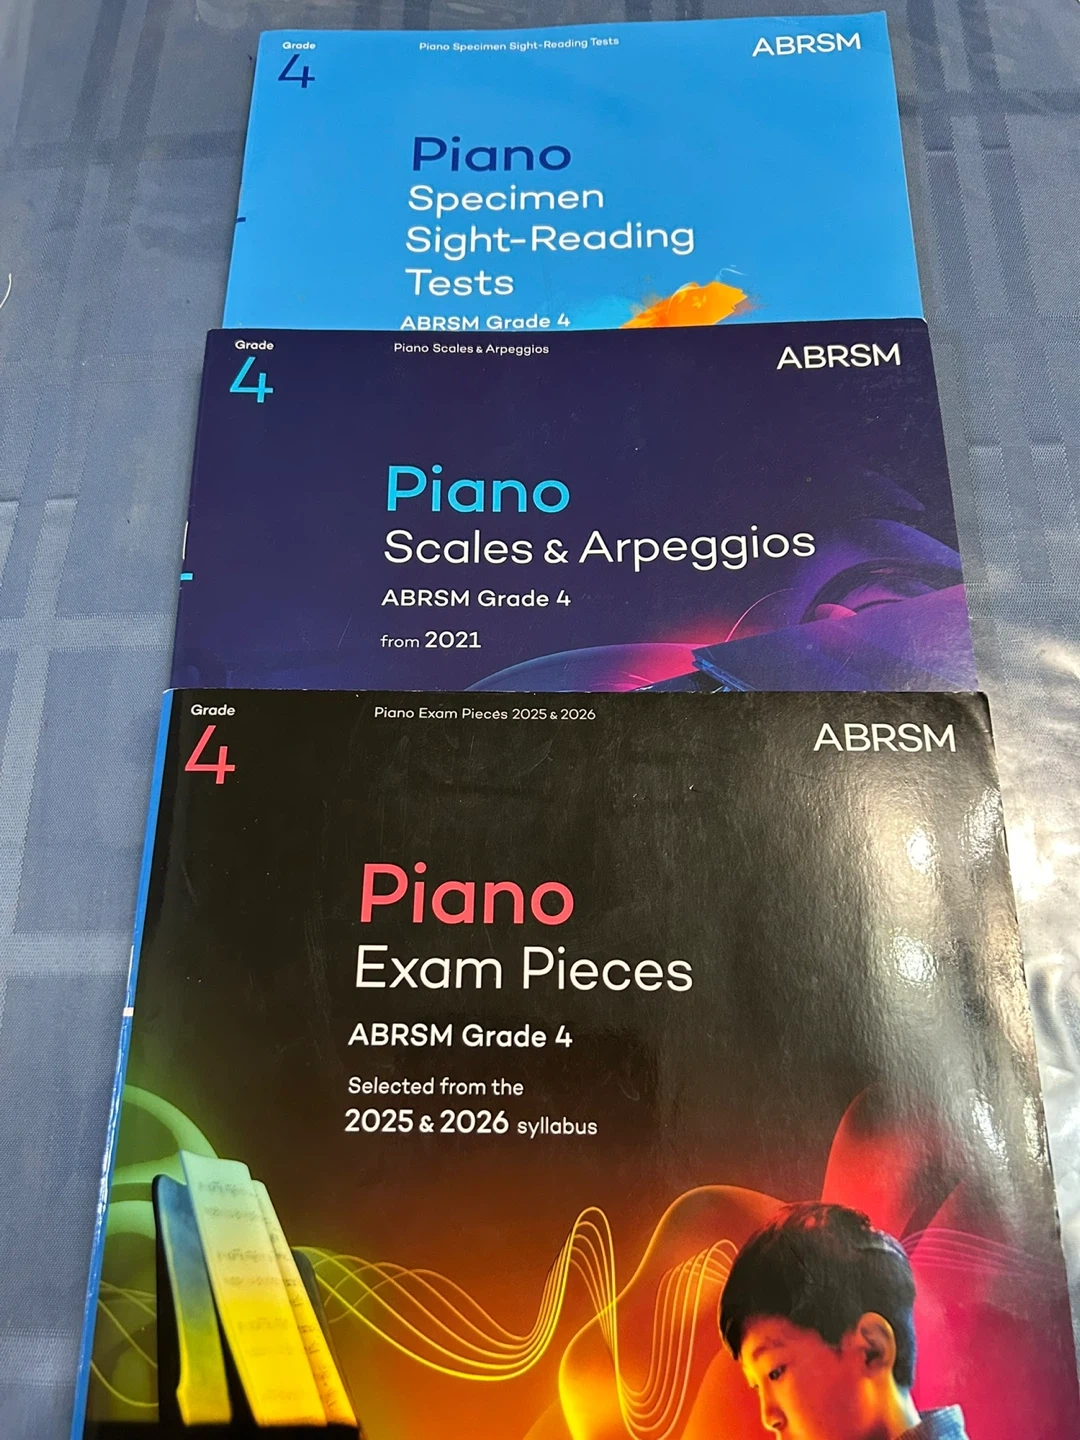 Grade
4
Piano Specimen Sight-Reading Tests
ABRSM
Piano
Specimen
Sight-Reading
Tests
ABRSM Grade 4
Grade
4
Piano Scales & Arpeggios
ABRSM
Piano
Scales & Arpeggios
ABRSM Grade 4
from 2021
Grade
4
Piano Exam Pieces 2025 & 2026
ABRSM
Piano
Exam Pieces
ABRSM Grade 4
Selected from the
2025 & 2026 syllabus